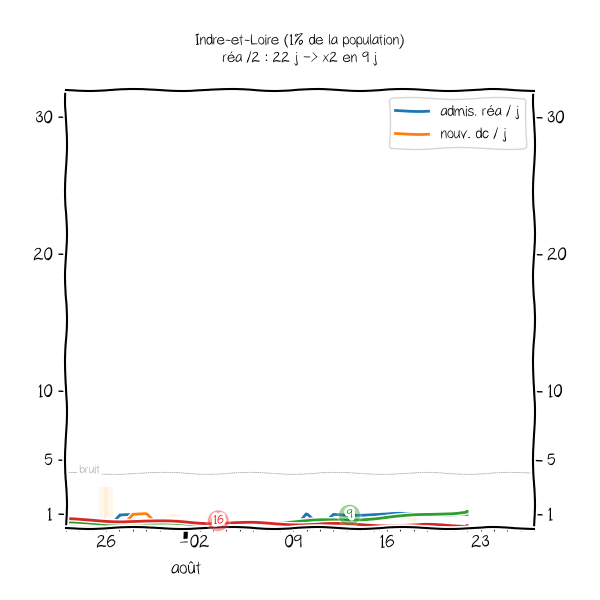 Indre-et-Loire (1% de la population)
réa /2 : 22 j -> x2 en 9 j
admis. réa / j
nouv. dc / j
30
30
20
20
10
10
5
5
bruit
1
1
16
9
26
02
09
16
23
août